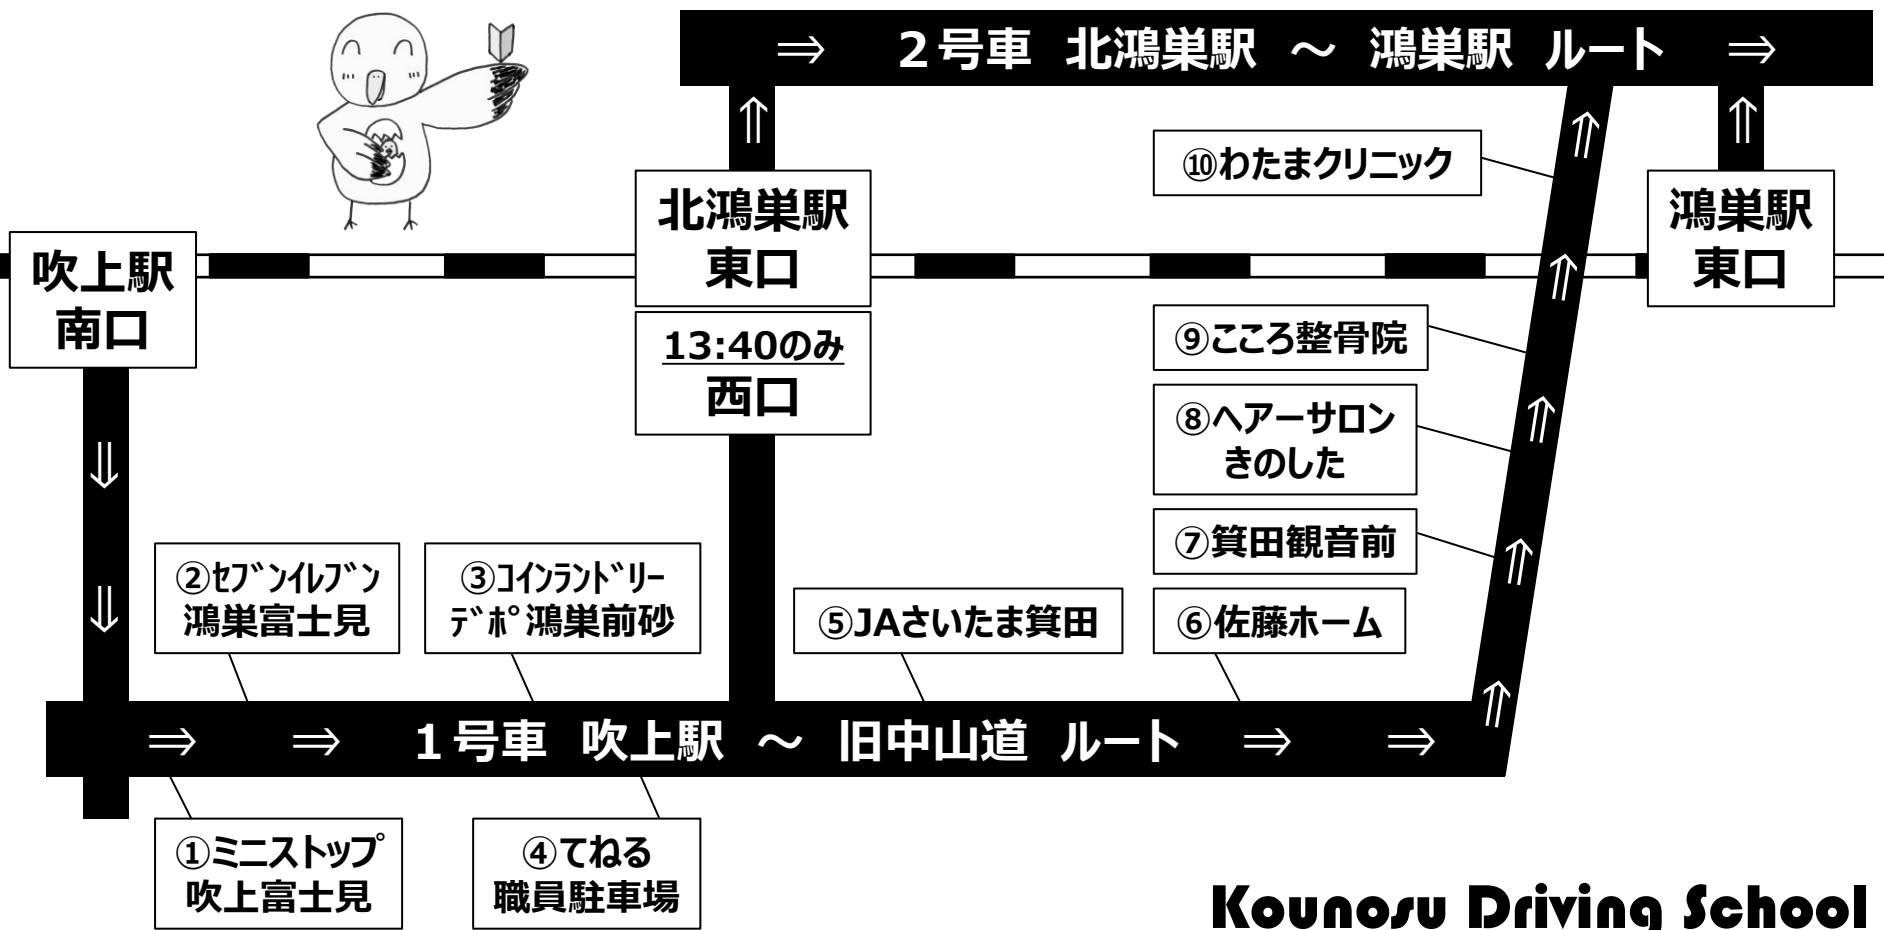 ⇒ 2号車 北鴻巣駅 ～ 鴻巣駅 ルート ⇒
⇑
⇑
⇑
⑩わたまクリニック
北鴻巣駅
東口
鴻巣駅
東口
吹上駅
南口
⇑
13:40のみ
西口
⑨こころ整骨院
⑧ヘアーサロン
きのした
⇑
⇓
⑦箕田観音前
⇑
②ｾﾌﾞﾝｲﾚﾌﾞﾝ
鴻巣富士見
③ｺｲﾝﾗﾝﾄﾞﾘｰ
ﾃﾞﾎﾟ鴻巣前砂
⇓
⑤JAさいたま箕田
⑥佐藤ホーム
⇑
⇒ ⇒ 1号車 吹上駅 ～ 旧中山道 ルート ⇒ ⇒
①ミニストップ
吹上富士見
④てねる
職員駐車場
Kounosu Driving School